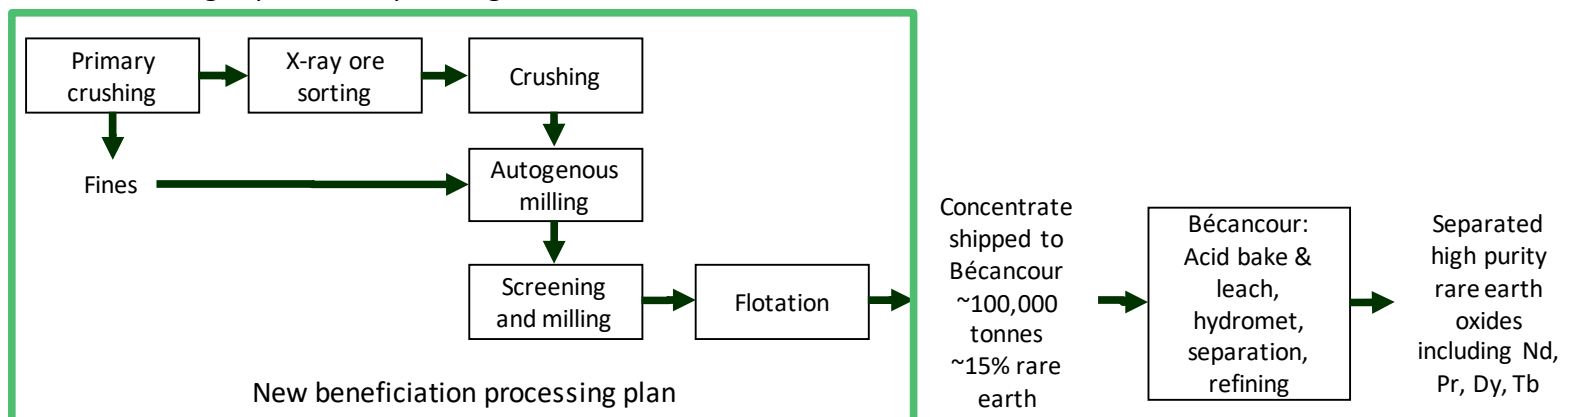 Primary
crushing
X-ray ore
sorting
Crushing
Fines
Autogenous
milling
Screening
and milling
Flotation
New beneficiation processing plan
Concentrate
shipped to
Bécancour
~100,000
tonnes
~15% rare
earth
Bécancour:
Acid bake &
leach,
hydromet,
separation,
refining
Separated
high purity
rare earth
oxides
including Nd,
Pr, Dy, Tb